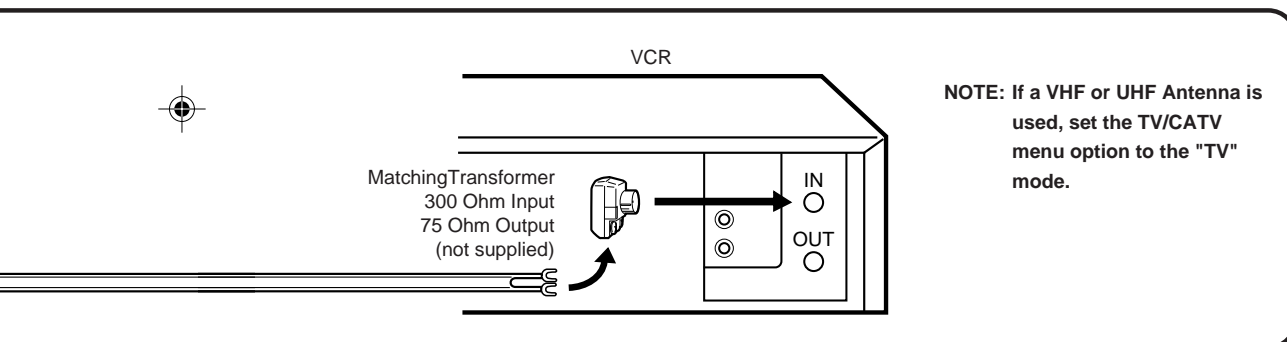 VCR
MatchingTransformer
300 Ohm Input
75 Ohm Output
(not supplied)
IN
OUT
NOTE: If a VHF or UHF Antenna is
used, set the TV/CATV
menu option to the "TV"
mode.